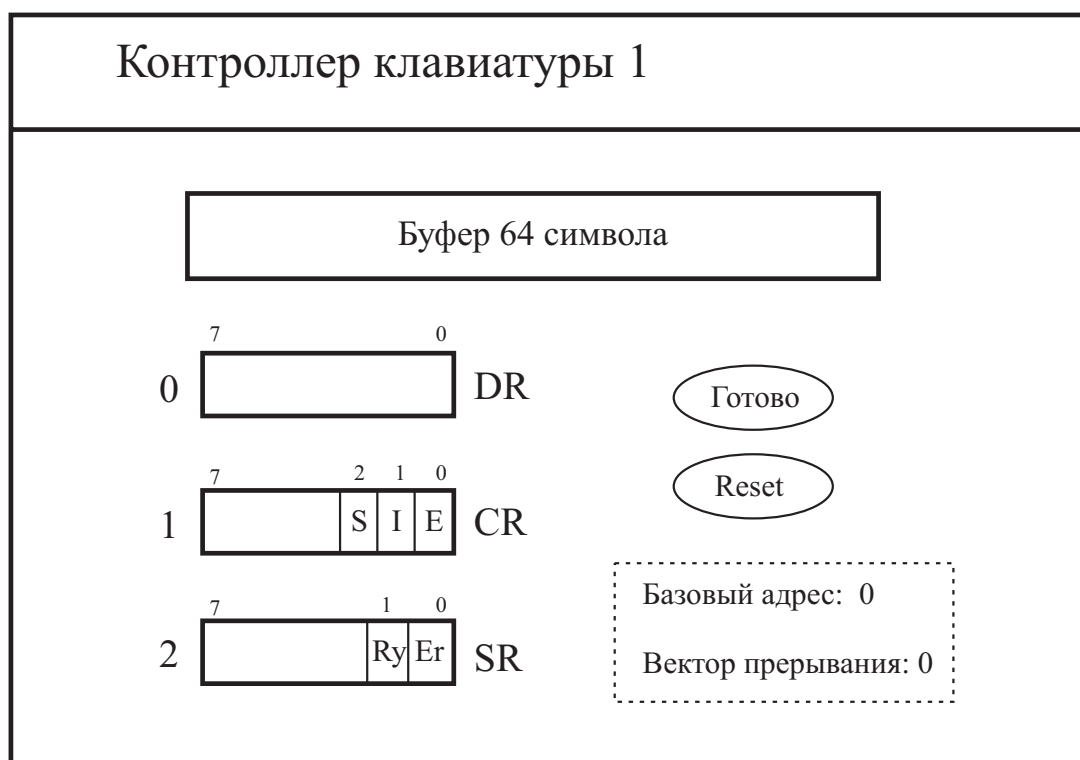 Контроллер клавиатуры 1
Буфер 64 символа
7 0
0 DR
Готово
7 2 1 0
Reset
1 S I E CR
Базовый адрес: 0
7 1 0
2 Ry Er SR
Вектор прерывания: 0